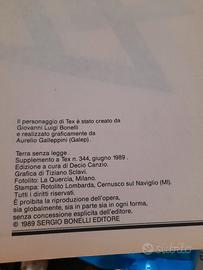 Il personaggio di Tex è stato creato da
Giovanni Luigi Bonelli
e realizzato graficamente da
Aurelio Galleppini (Galep).
Terra senza legge.
Supplemento a Tex n. 344, giugno 1989.
Edizione a cura di Decio Canzio.
Grafica di Tiziano Sclavi.
Fotolito: La Quercia, Milano.
Stampa: Rotolito Lombarda, Cernusco sul Naviglio (MI).
Tutti i diritti riservati.
È proibita la riproduzione dell'opera,
sia globalmente, sia in parte sia in ogni forma,
senza concessione esplicita dell'editore.
© 1989 SERGIO BONELLI EDITORE
subito